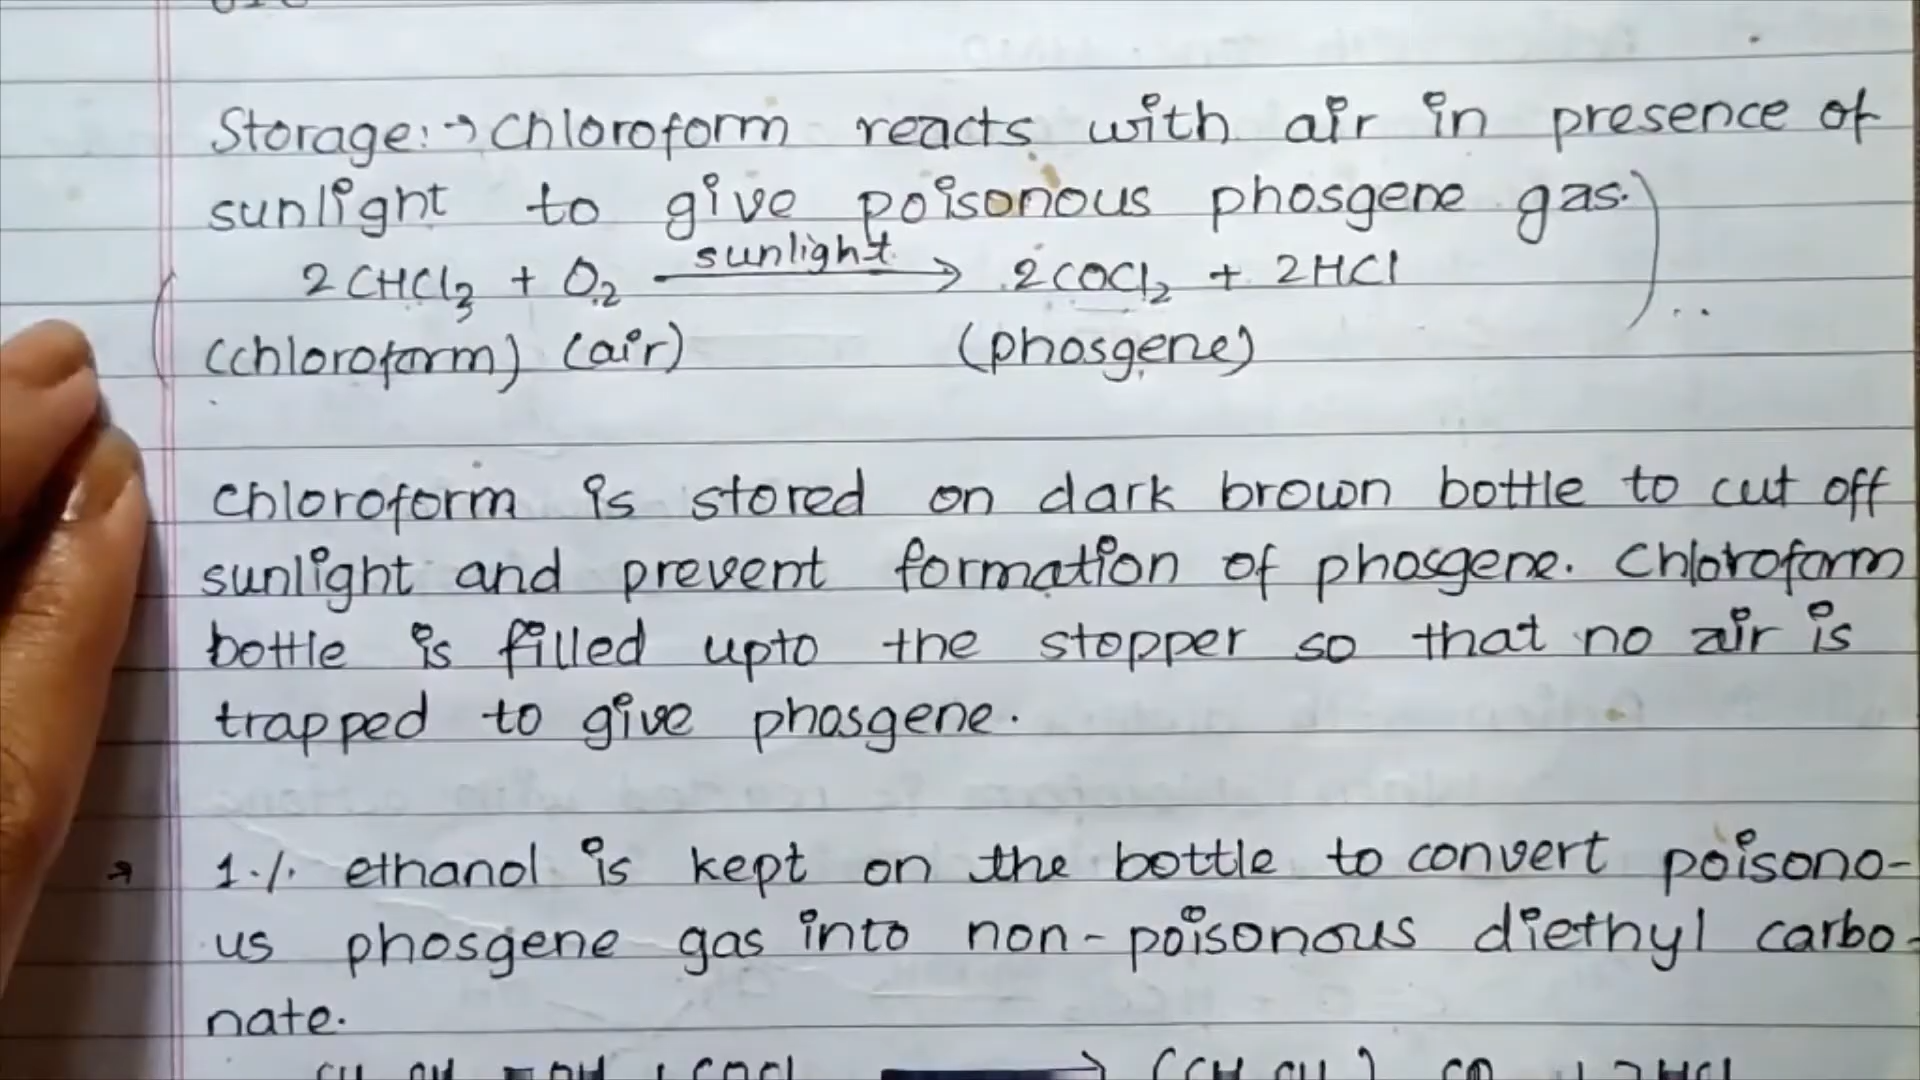 Storage:→ Chloroform reacts with air in presence of
sunlight to give poisonous phosgene gas.
2CHCl3 + O2 sunlight → 2COCl2 + 2HCl
(chloroform) (air) (phosgene)
Chloroform is stored on dark brown bottle to cut off
sunlight and prevent formation of phosgene. Chloroform
bottle is filled upto the stopper so that no air is
trapped to give phosgene.
→ 1% ethanol is kept on the bottle to convert poisono-
us phosgene gas into non-poisonous diethyl carbo-
nate.